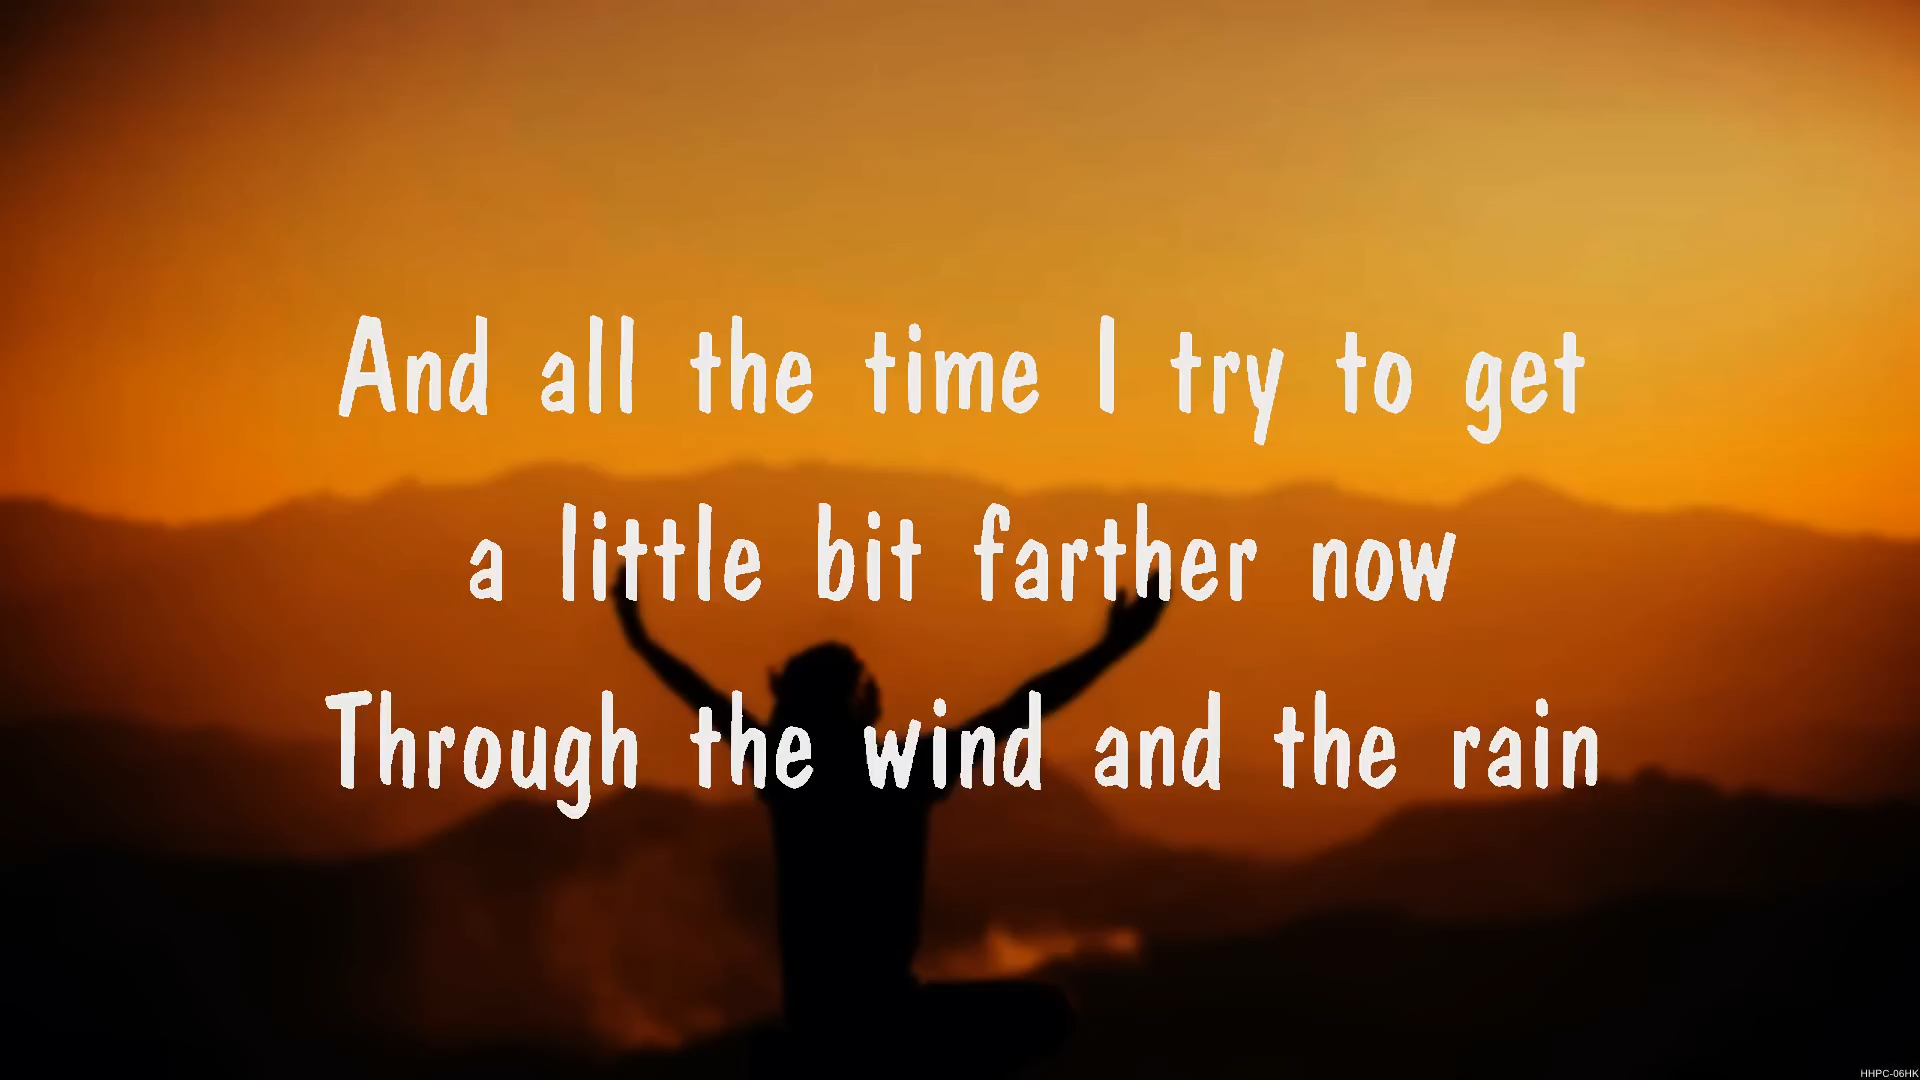 And all the time I try to get
a little bit farther now
Through the wind and the rain
HHPC-06HK